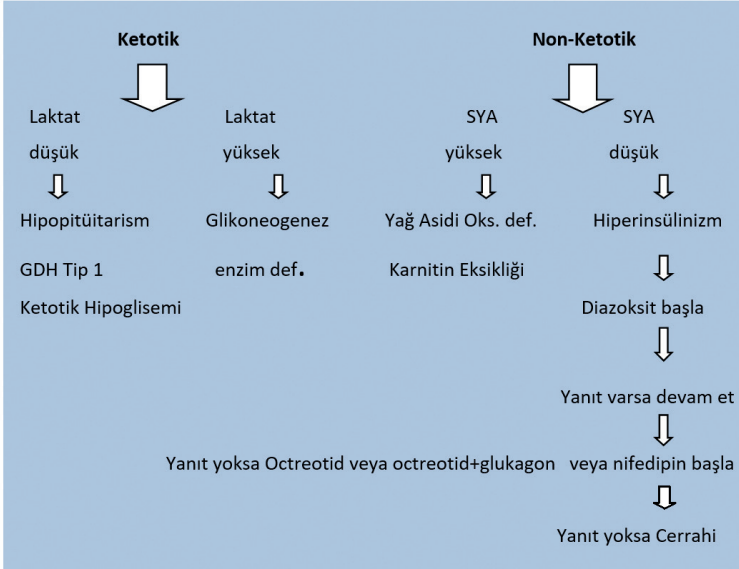 Ketotik Non-Ketotik
Laktat Laktat SYA SYA
düşük yüksek yüksek düşük
Hipopitüitarism Glikoneogenez Yağ Asidi Oks. def. Hiperinsülinizm
GDH Tip 1 enzim def. Karnitin Eksikliği
Ketotik Hipoglisemi Diazoksit başla
Yanıt varsa devam et
Yanıt yoksa Octreotid veya octreotid+glukagon veya nifedipin başla
Yanıt yoksa Cerrahi